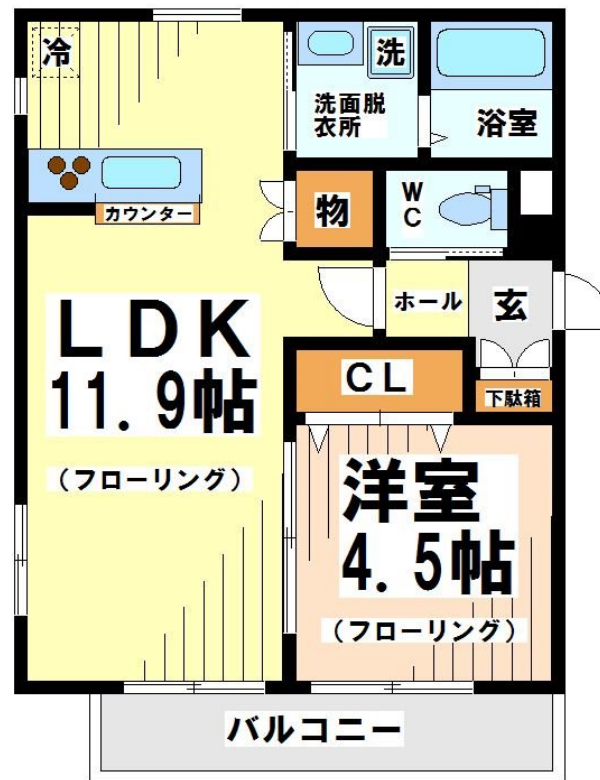 冷
洗
洗面脱
衣所
浴室
カウンター
物
WC
ホール
玄
LDK
11.9帖
(フローリング)
CL
下駄箱
洋室
4.5帖
(フローリング)
バルコニー